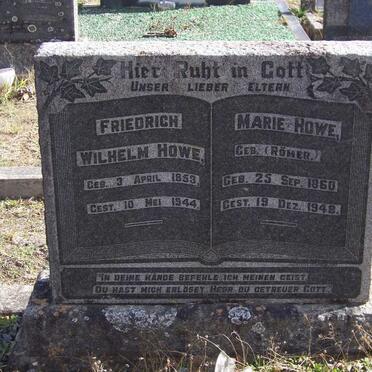 Hier Ruht in Gott
UNSER LIEBER ELTERN
FRIEDRICH
WILHELM HOWE,
GEB. 3 APRIL 1853
GEST. 10 MEI 1944.
MARIE HOWE,
GEB. (RÖMER.)
GEB. 25 SEP. 1860
GEST. 19 DEZ. 1948.
"IN DEINE HÄNDE BEFEHLE ICH MEINEN GEIST,
DU HAST MICH ERLÖSET HERR DU GETREUER GOTT."